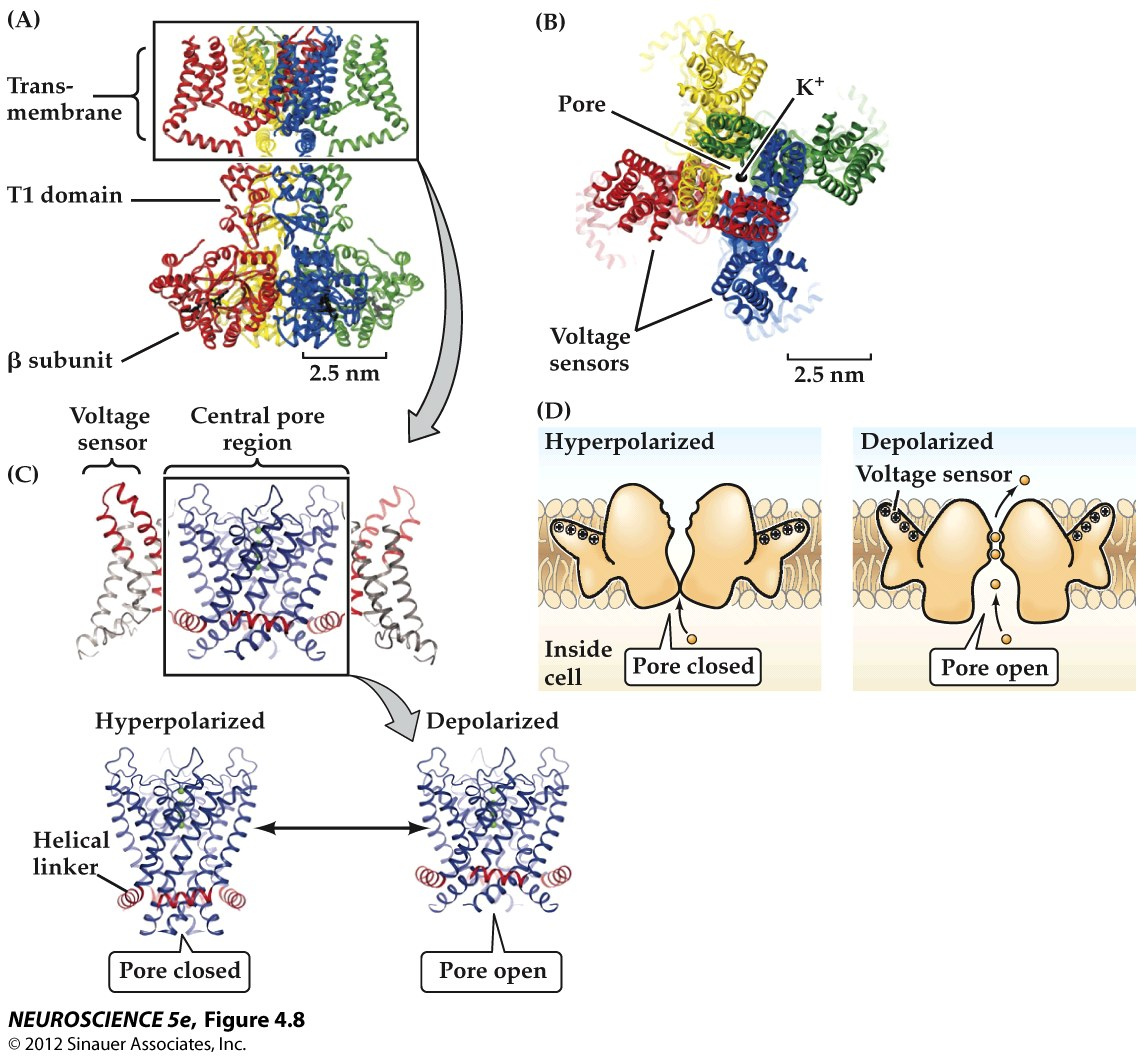 (A)
Trans-
membrane
T1 domain
β subunit
2.5 nm
(B)
K+
Pore
Voltage
sensors
2.5 nm
(C)
Voltage
sensor
Central pore
region
Hyperpolarized
Depolarized
Helical
linker
Pore closed
Pore open
(D)
Hyperpolarized
Inside
cell
Pore closed
Depolarized
Voltage sensor
Pore open
NEUROSCIENCE 5e, Figure 4.8
© 2012 Sinauer Associates, Inc.